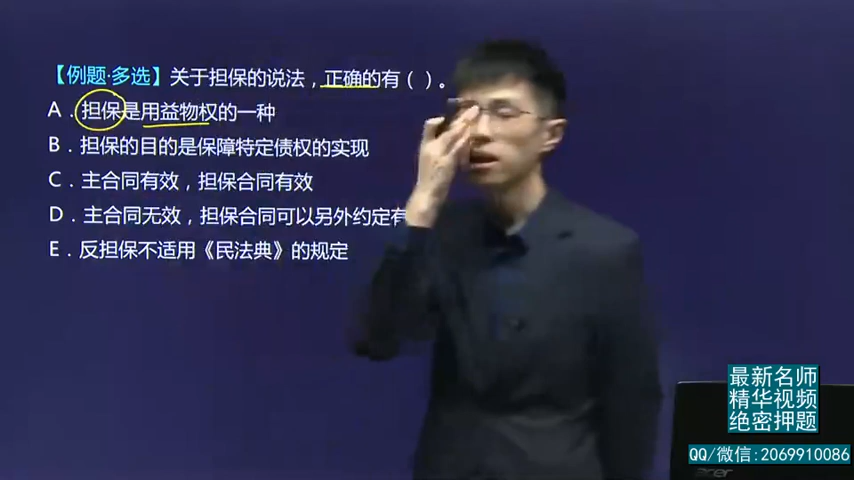 【例题·多选】关于担保的说法，正确的有（ ）。
A．担保是用益物权的一种
B．担保的目的是保障特定债权的实现
C．主合同有效，担保合同有效
D．主合同无效，担保合同可以另外约定有
E．反担保不适用《民法典》的规定
最新名师
精华视频
绝密押题
QQ/微信:2069910086
acer